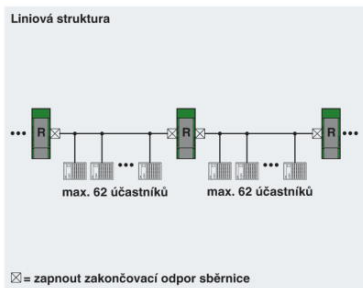 Liniová struktura
••• R R R •••
••• •••
max. 62 účastníků max. 62 účastníků
☒ = zapnout zakončovací odpor sběrnice